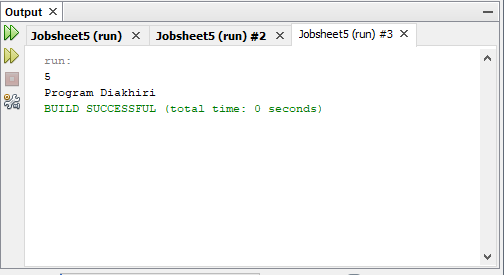 Output
Jobsheet5 (run) Jobsheet5 (run) #2 Jobsheet5 (run) #3
run:
5
Program Diakhiri
BUILD SUCCESSFUL (total time: 0 seconds)